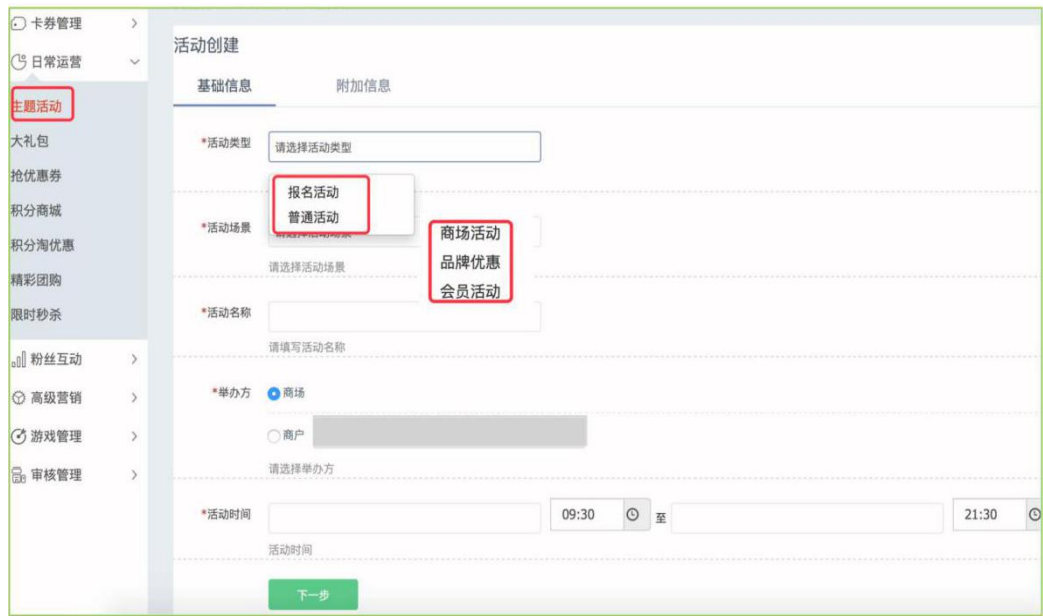 卡券管理
日常运营
主题活动
大礼包
抢优惠券
积分商城
积分淘优惠
精彩团购
限时秒杀
粉丝互动
高级营销
游戏管理
审核管理
活动创建
基础信息 附加信息
*活动类型 请选择活动类型
报名活动
普通活动
*活动场景
请选择活动场景
商场活动
品牌优惠
会员活动
*活动名称
请填写活动名称
*举办方 商场
商户
请选择举办方
*活动时间 09:30 至 21:30
活动时间
下一步